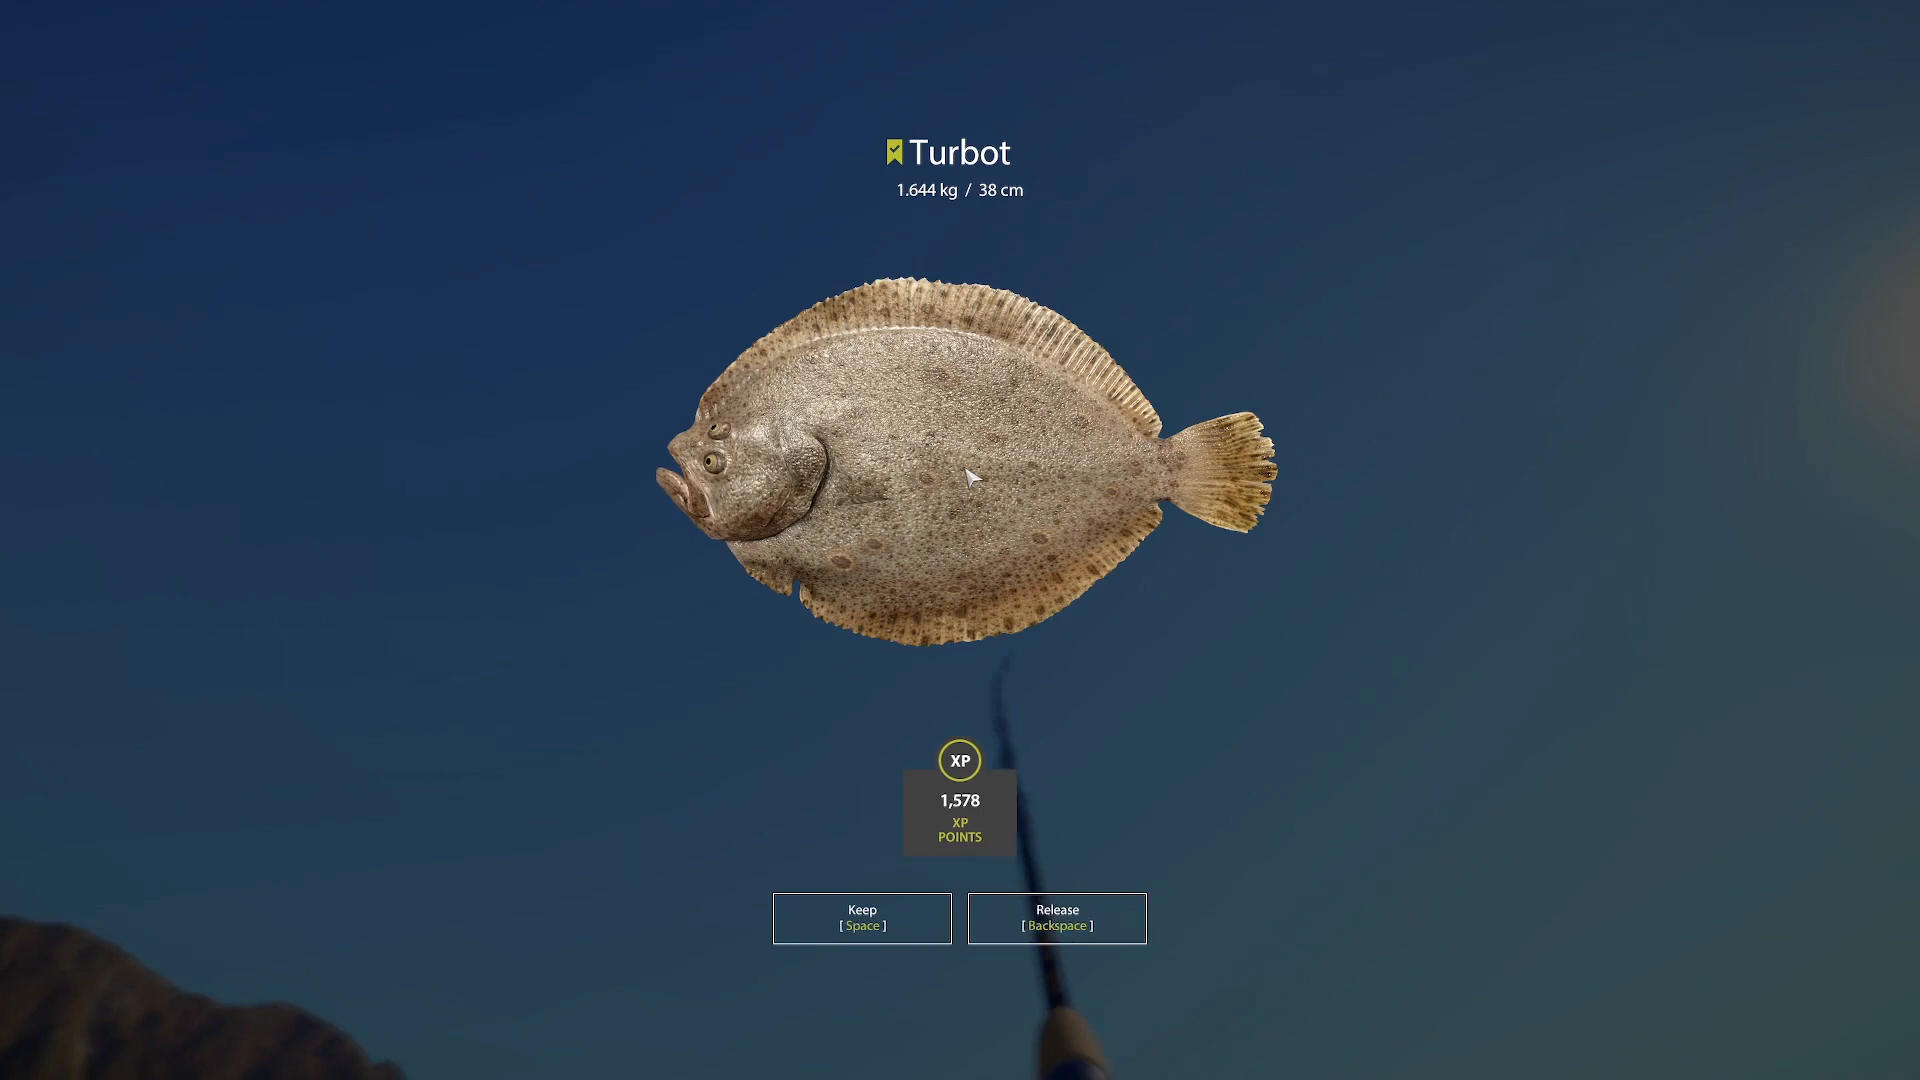 Turbot
1.644 kg / 38 cm
XP
1,578
XP
POINTS
Keep
[ Space ]
Release
[ Backspace ]